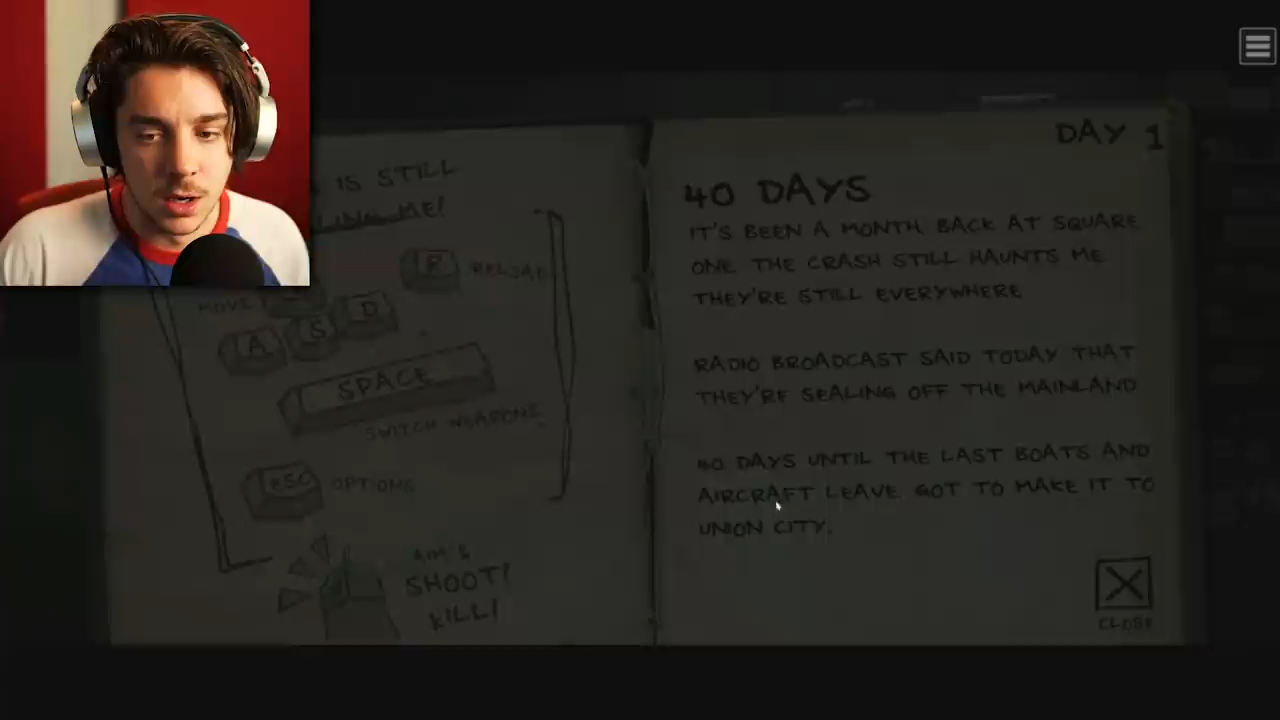 DAY 1
IS STILL
ME!
R RELOAD
MOVE
A S D
SPACE
SWITCH WEAPONS
ESC OPTIONS
AIM &
SHOOT!
KILL!
40 DAYS
IT'S BEEN A MONTH BACK AT SQUARE
ONE THE CRASH STILL HAUNTS ME
THEY'RE STILL EVERYWHERE
RADIO BROADCAST SAID TODAY THAT
THEY'RE SEALING OFF THE MAINLAND
40 DAYS UNTIL THE LAST BOATS AND
AIRCRAFT LEAVE GOT TO MAKE IT TO
UNION CITY.
CLOSE